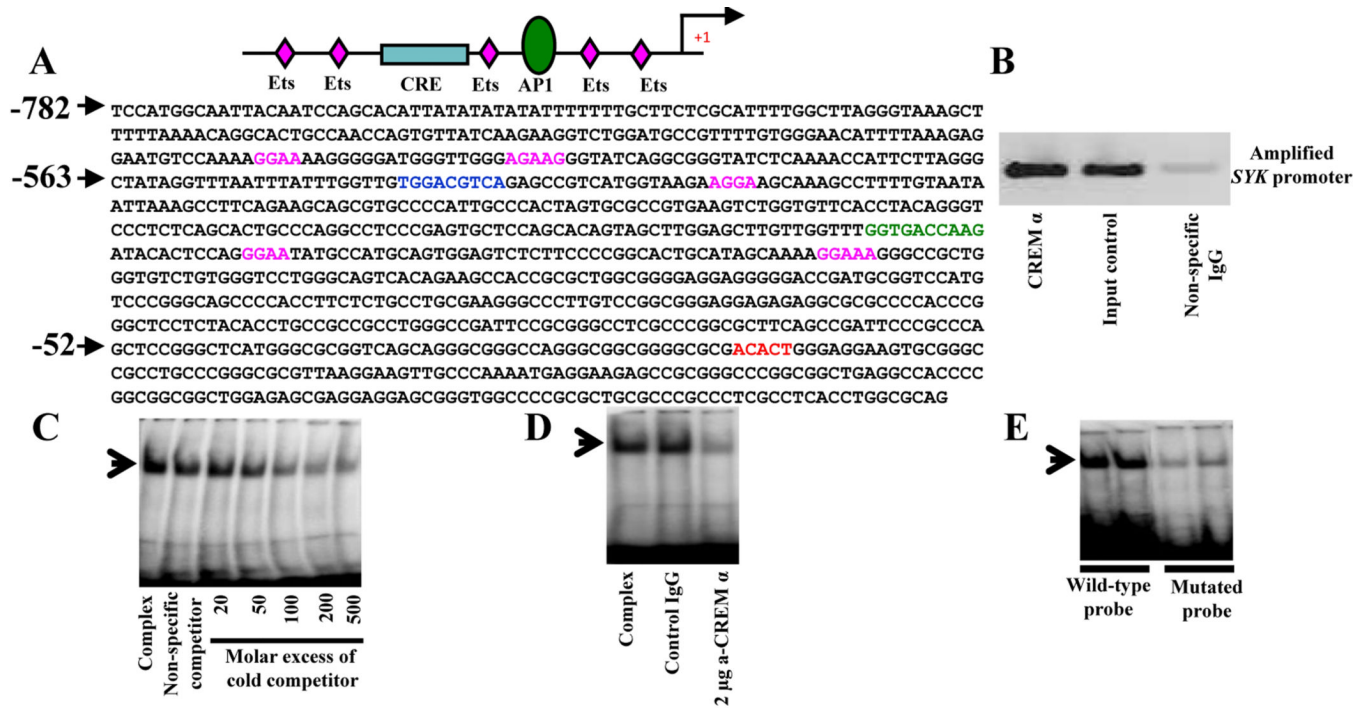 A
+1
B
Ets Ets CRE Ets AP1 Ets Ets
-782
TCCATGGCAATTACAATCCAGCACATTATATATATATTTTTTTGCTTCTCGCATTTTGGCTTAGGGTAAAGCT
TTTTAAAACAGGCACTGCCAACCAGTGTTATCAAGAAGGTCTGGATGCCGTTTTGTGGGAACATTTTAAAGAG
GAATGTCCAAAAGGAAAAGGGGGATGGGTTGGGAGAAGGGTATCAGGCGGGTATCTCAAAACCATTCTTAGGG
-563
CTATAGGTTTAATTTATTTGGTTGTGGACGTCAGAGCCGTCATGGTAAGAAGGAAGCAAAGCCTTTTGTAATA
ATTAAAGCCTTCAGAAGCAGCGTGCCCCATTGCCCACTAGTGCGCCGTGAAGTCTGGTGTTCACCTACAGGGT
CCCTCTCAGCACTGCCCAGGCCTCCCGAGTGCTCCAGCACAGTAGCTTGGAGCTTGTTGGTTTGGTGACCAAG
ATACACTCCAGGGAATATGCCATGCAGTGGAGTCTCTTCCCCGGCACTGCATAGCAAAAGGAAAGGGCCGCTG
GGTGTCTGTGGGTCCTGGGCAGTCACAGAAGCCACCGCGCTGGCGGGGAGGAGGGGGACCGATGCGGTCCATG
TCCCGGGCAGCCCCACCTTCTCTGCCTGCGAAGGGCCCTTGTCCGGCGGGAGGAGAGAGGCGCGCCCCACCCG
GGCTCCTCTACACCTGCCGCCGCCTGGGCCGATTCCGCGGGCCTCGCCCGGCGCTTCAGCCGATTCCCGCCCA
-52
GCTCCGGGCTCATGGGCGCGGTCAGCAGGGCGGGCCAGGGCGGCGGGGCGCGACACTGGGAGGAAGTGCGGGC
CGCCTGCCCGGGCGCGTTAAGGAAGTTGCCCAAAATGAGGAAGAGCCGCGGGCCCGGCGGCTGAGGCCACCCC
GGCGGCGGCTGGAGAGCGAGGAGGAGCGGGTGGCCCCGCGCTGCGCCCGCCCTCGCCTCACCTGGCGCAG
Amplified
SYK promoter
CREM α
Input control
Non-specific
IgG
C
Complex
Non-specific
competitor
20
50
100
200
500
Molar excess of
cold competitor
D
Complex
Control IgG
2 µg a-CREM α
E
Wild-type
probe
Mutated
probe